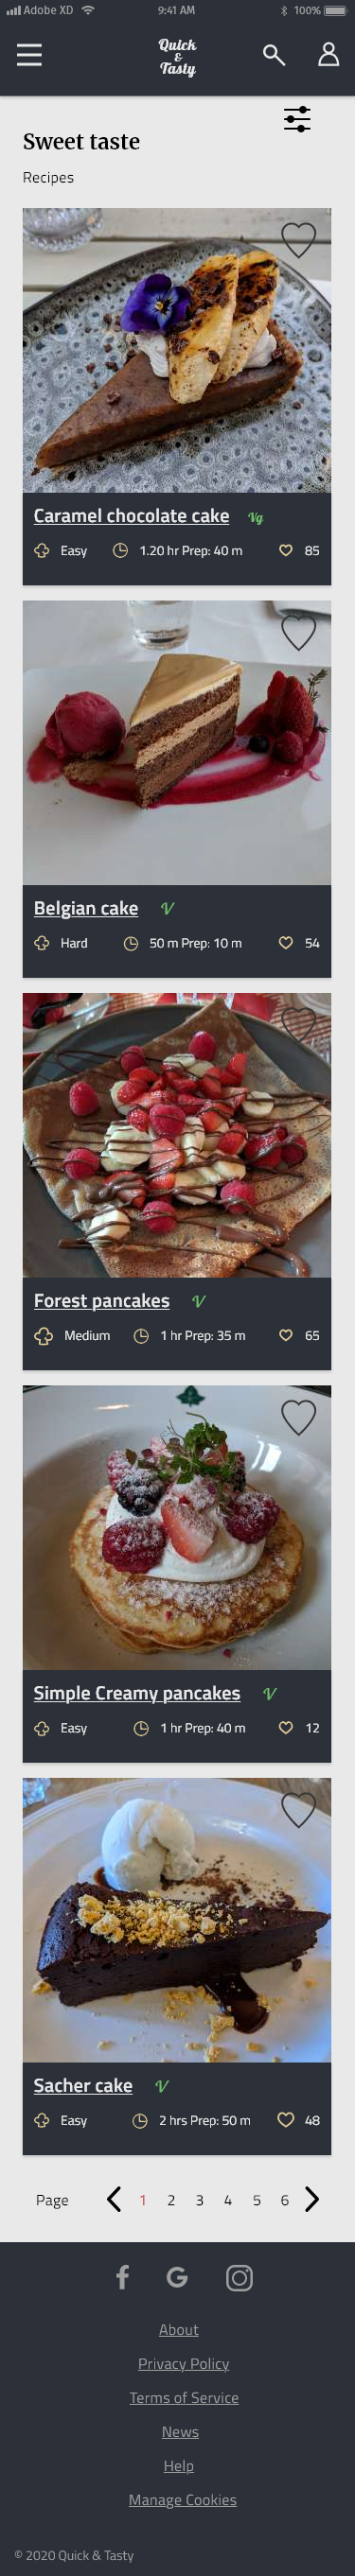 Adobe XD 9:41 AM 100%
Quick
&
Tasty
Sweet taste
Recipes
Caramel chocolate cake Vg
Easy 1.20 hr Prep: 40 m 85
Belgian cake V
Hard 50 m Prep: 10 m 54
Forest pancakes V
Medium 1 hr Prep: 35 m 65
Simple Creamy pancakes V
Easy 1 hr Prep: 40 m 12
Sacher cake V
Easy 2 hrs Prep: 50 m 48
Page 1 2 3 4 5 6
f G
About
Privacy Policy
Terms of Service
News
Help
Manage Cookies
© 2020 Quick & Tasty